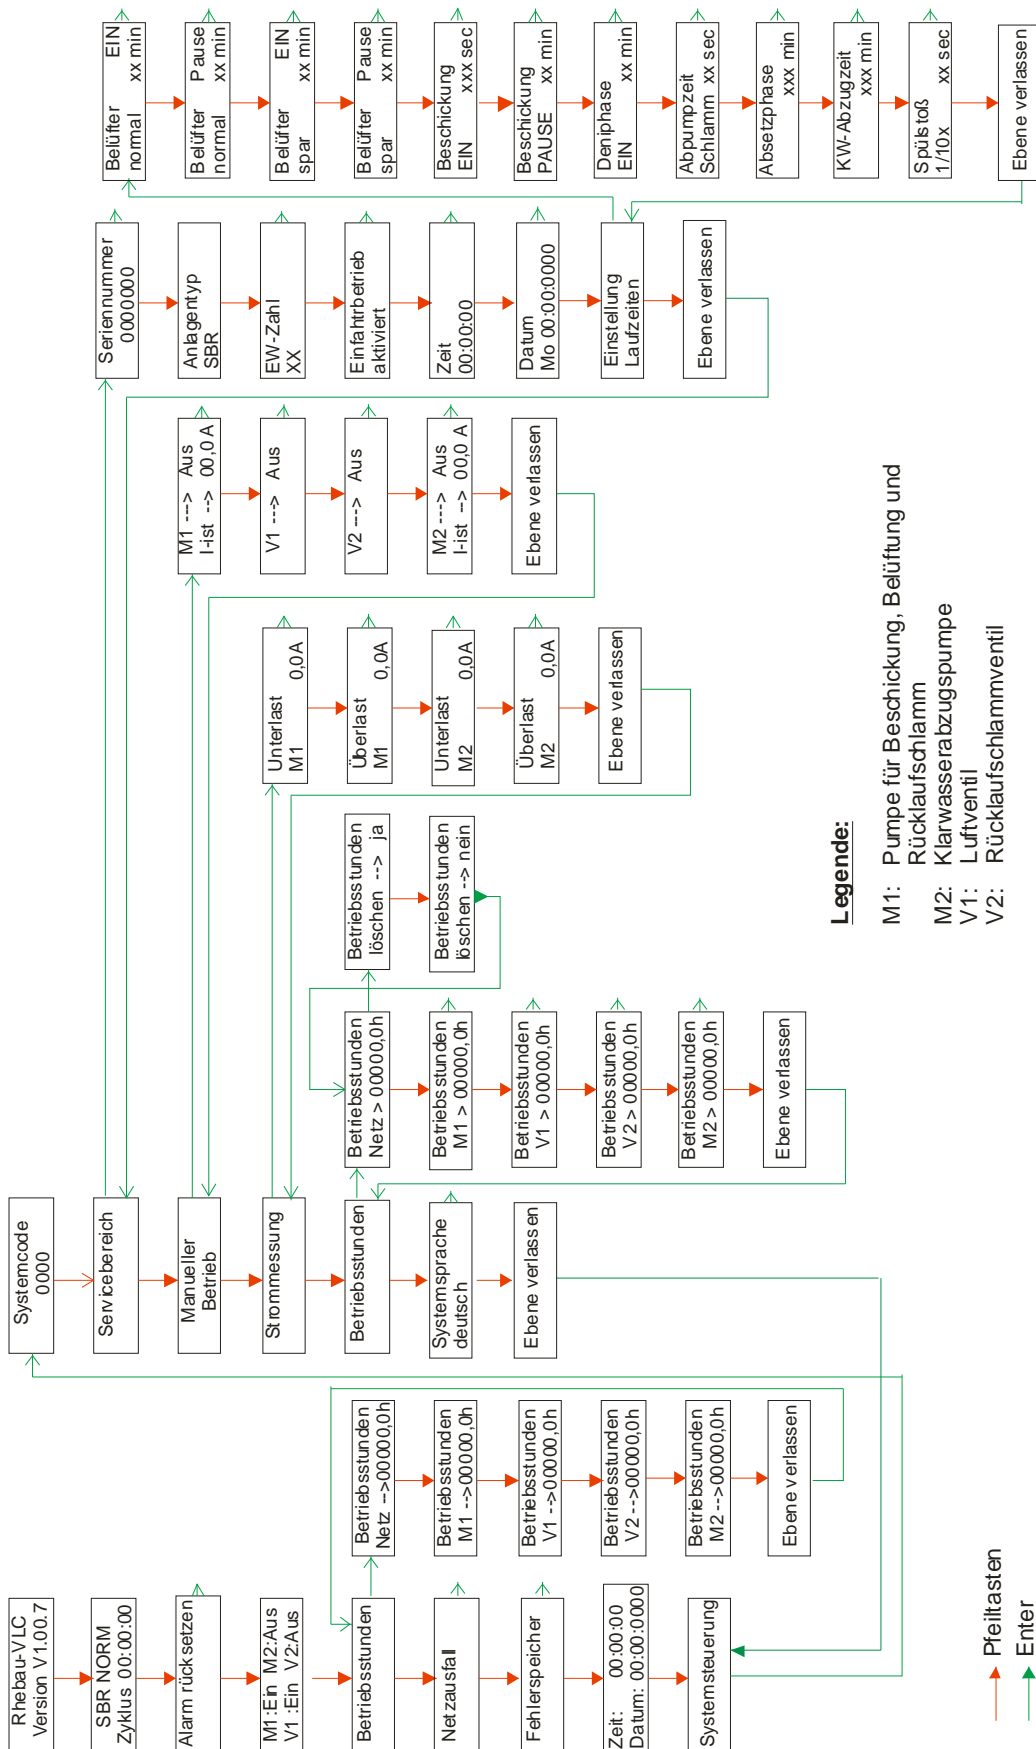 Rhebau-VLC
Version V1.00.7
SBR NORM
Zyklus 00:00:00
Alarm rücksetzen
M1:Ein M2:Aus
V1:Ein V2:Aus
Betriebsstunden
Netzausfall
Fehlerspeicher
Zeit: 00:00:00
Datum: 00:00:0000
Systemsteuerung
Betriebsstunden
Netz -->00000,0h
Betriebsstunden
M1 -->00000,0h
Betriebsstunden
V1 -->00000,0h
Betriebsstunden
V2 -->00000,0h
Betriebsstunden
M2 -->00000,0h
Ebene verlassen
Systemcode
0000
Servicebereich
Manueller
Betrieb
Strommessung
Betriebsstunden
Systemsprache
deutsch
Ebene verlassen
Betriebsstunden
Netz > 00000,0h
Betriebsstunden
M1 > 00000,0h
Betriebsstunden
V1 > 00000,0h
Betriebsstunden
V2 > 00000,0h
Betriebsstunden
M2 > 00000,0h
Ebene verlassen
Betriebsstunden
löschen --> ja
Betriebsstunden
löschen --> nein
Unterlast
M1 0,0A
Überlast
M1 0,0A
Unterlast
M2 0,0A
Überlast
M2 0,0A
Ebene verlassen
M1 ---> Aus
I-ist --> 00,0 A
V1 ---> Aus
V2 ---> Aus
M2 ---> Aus
I-ist --> 00,0 A
Ebene verlassen
Seriennummer
0000000
Anlagentyp
SBR
EW-Zahl
XX
Einfahrtbetrieb
aktiviert
Zeit
00:00:00
Datum
Mo 00:00:0000
Einstellung
Laufzeiten
Ebene verlassen
Belüfter EIN
normal xx min
Belüfter Pause
normal xx min
Belüfter EIN
spar xx min
Belüfter Pause
spar xx min
Beschickung
EIN xxx sec
Beschickung
PAUSE xx min
Deniphase
EIN xx min
Abpumpzeit
Schlamm xx sec
Absetzphase
xxx min
KW-Abzugzeit
xxx min
Spülstoß
1/10x xx sec
Ebene verlassen
Legende:
M1: Pumpe für Beschickung, Belüftung und
Rücklaufschlamm
M2: Klarwasserabzugspumpe
V1: Luftventil
V2: Rücklaufschlammventil
Pfeiltasten
Enter